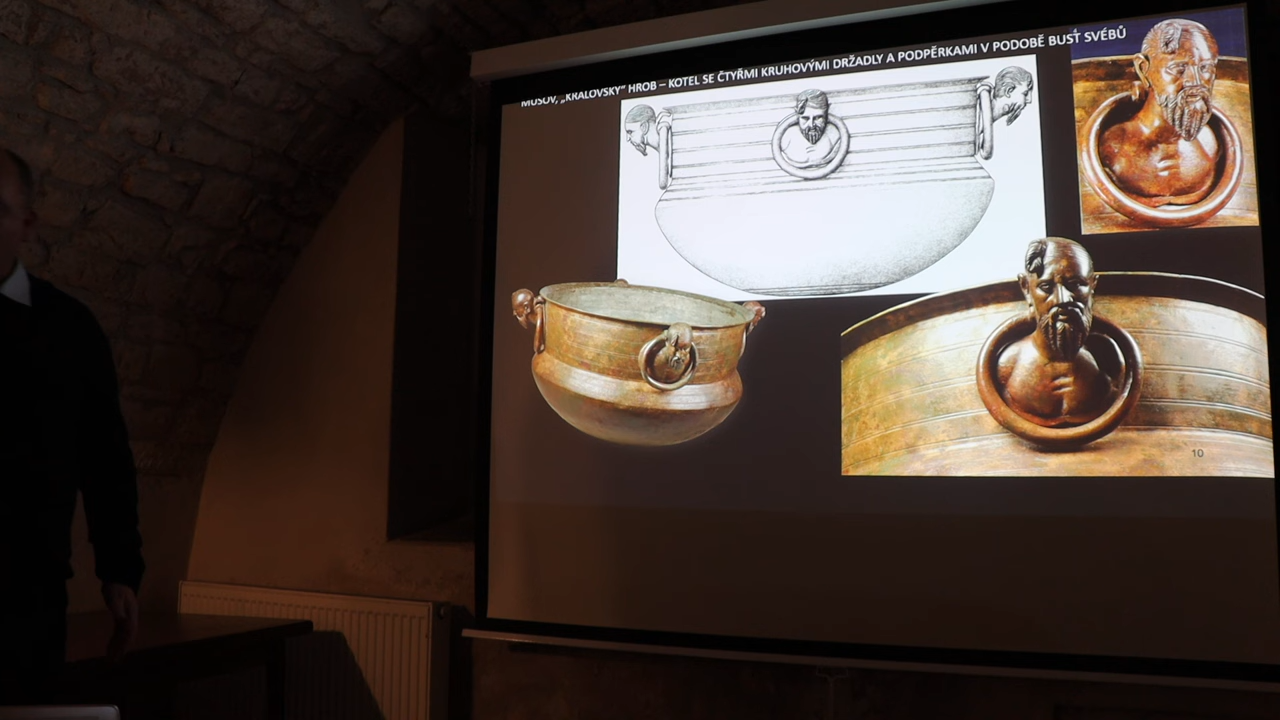 MUŠOV, „KRÁLOVSKÝ“ HROB – KOTEL SE ČTYŘMI KRUHOVÝMI DRŽADLY A PODPĚRKAMI V PODOBĚ BUST SVÉBŮ
10